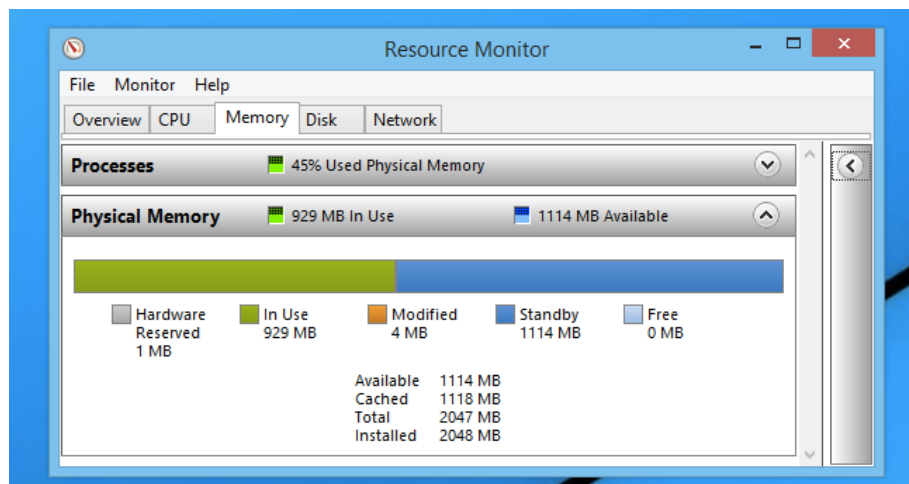 Resource Monitor
File Monitor Help
Overview CPU Memory Disk Network
Processes 45% Used Physical Memory
Physical Memory 929 MB In Use 1114 MB Available
Hardware Reserved 1 MB
In Use 929 MB
Modified 4 MB
Standby 1114 MB
Free 0 MB
Available 1114 MB
Cached 1118 MB
Total 2047 MB
Installed 2048 MB